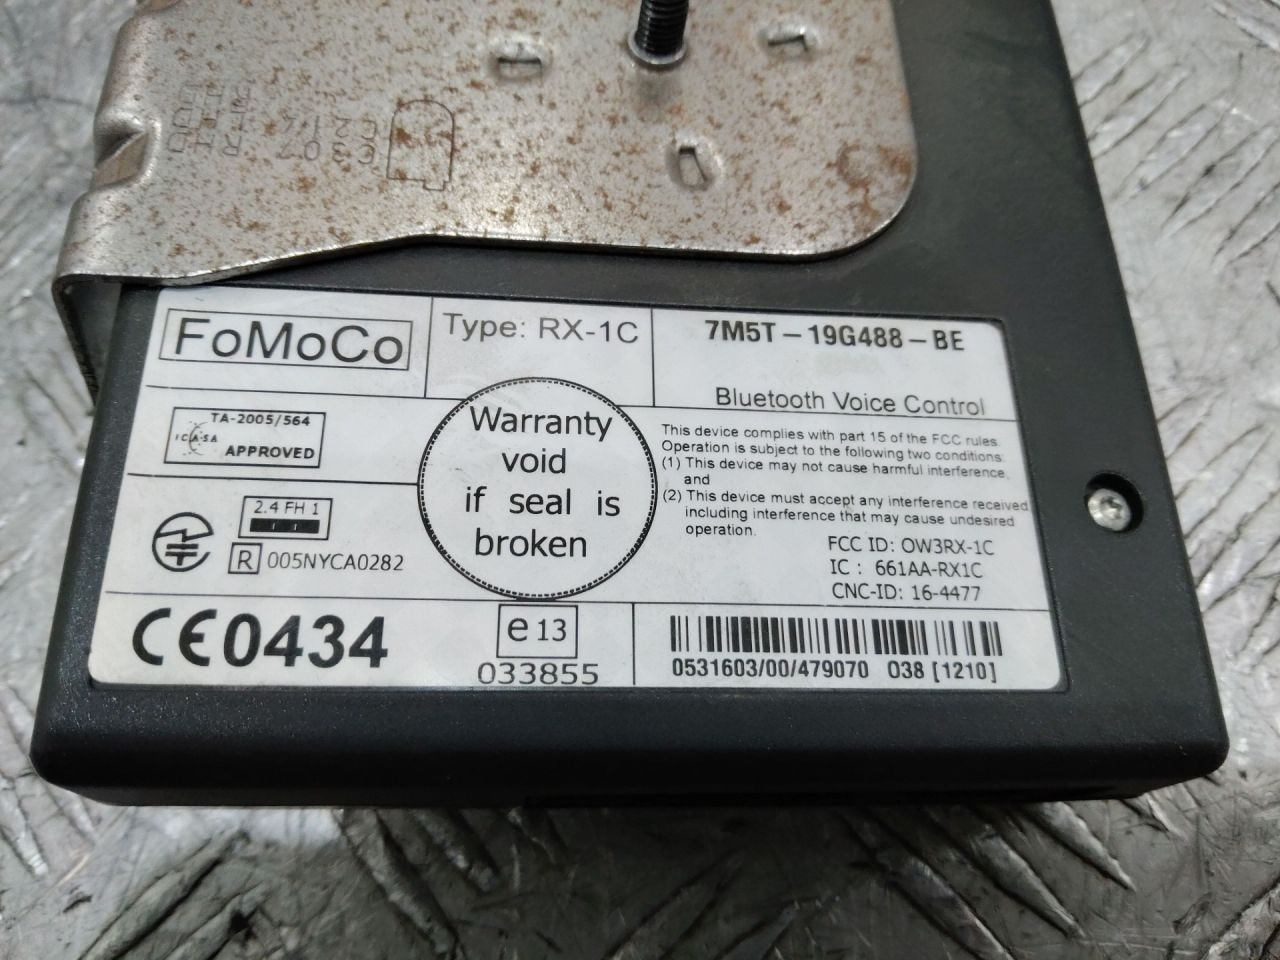 C307 RHD
C214 LHD
FoMoCo
Type: RX-1C
7M5T-19G488-BE
Bluetooth Voice Control
TA-2005/564
ICASA
APPROVED
Warranty
void
if seal is
broken
This device complies with part 15 of the FCC rules.
Operation is subject to the following two conditions:
(1) This device may not cause harmful interference,
and
(2) This device must accept any interference received
including interference that may cause undesired
operation.
2.4 FH 1
R 005NYCA0282
FCC ID: OW3RX-1C
IC : 661AA-RX1C
CNC-ID: 16-4477
CE0434
e13
033855
0531603/00/479070 038 [1210]